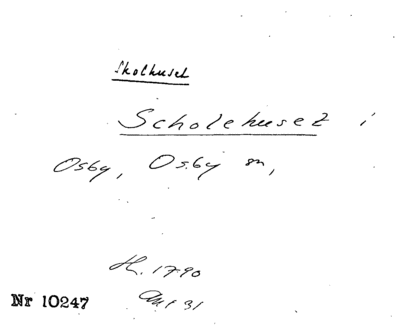 Skolhuset
Scholehuset i
Osby, Osby sn,
H. 1790
Nr 10247